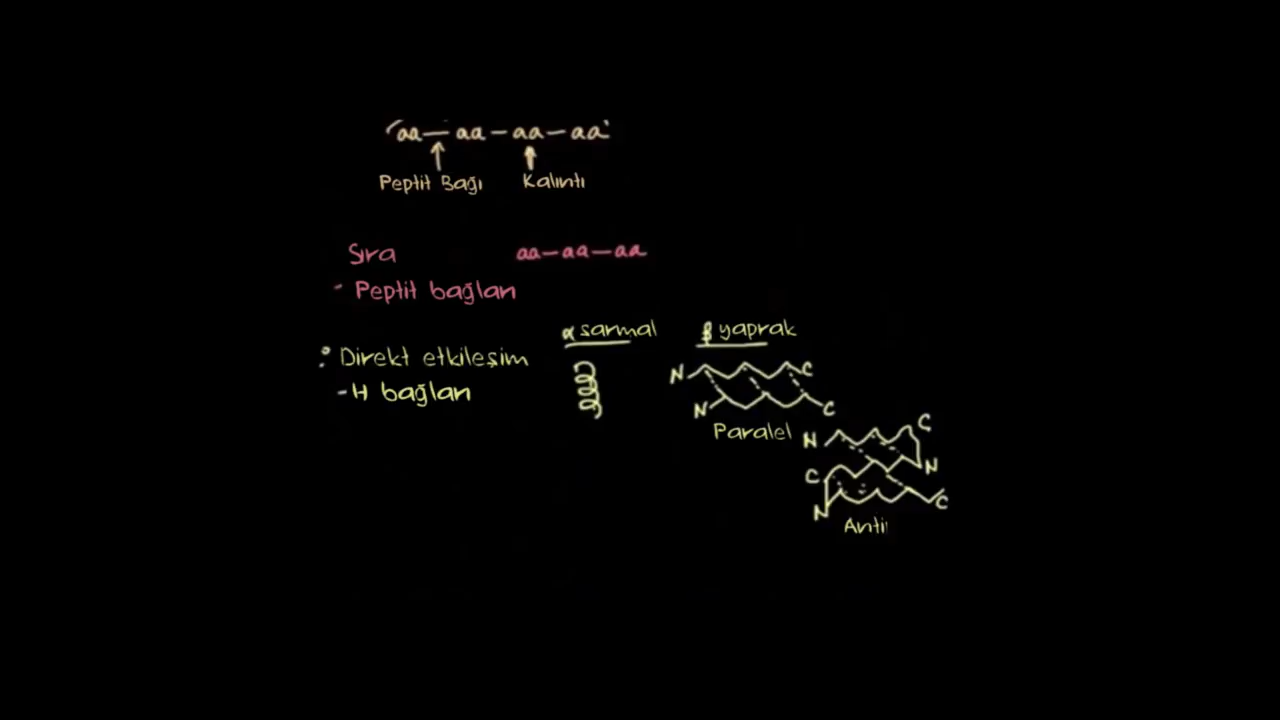 aa — aa — aa — aa
Peptit Bağı Kalıntı
Sıra aa — aa — aa
- Peptit bağları
α sarmal β yaprak
2° Direkt etkileşim
- H bağları
N C
N C
Paralel
N C
C N
N C
Anti